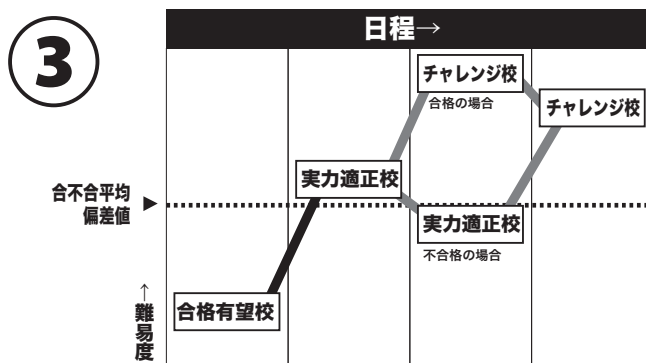 3
日程→
チャレンジ校
合格の場合
チャレンジ校
実力適正校
合不合平均
偏差値
▶
実力適正校
不合格の場合
合格有望校
↑難易度